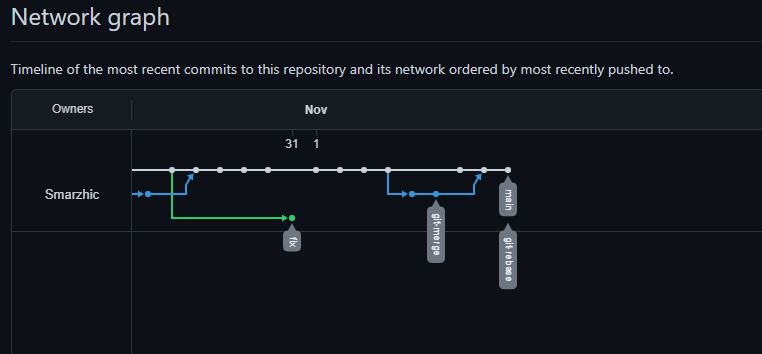 Network graph
Timeline of the most recent commits to this repository and its network ordered by most recently pushed to.
Owners
Nov
31 1
Smarzhic
main
fix
git-merge
git-rebase